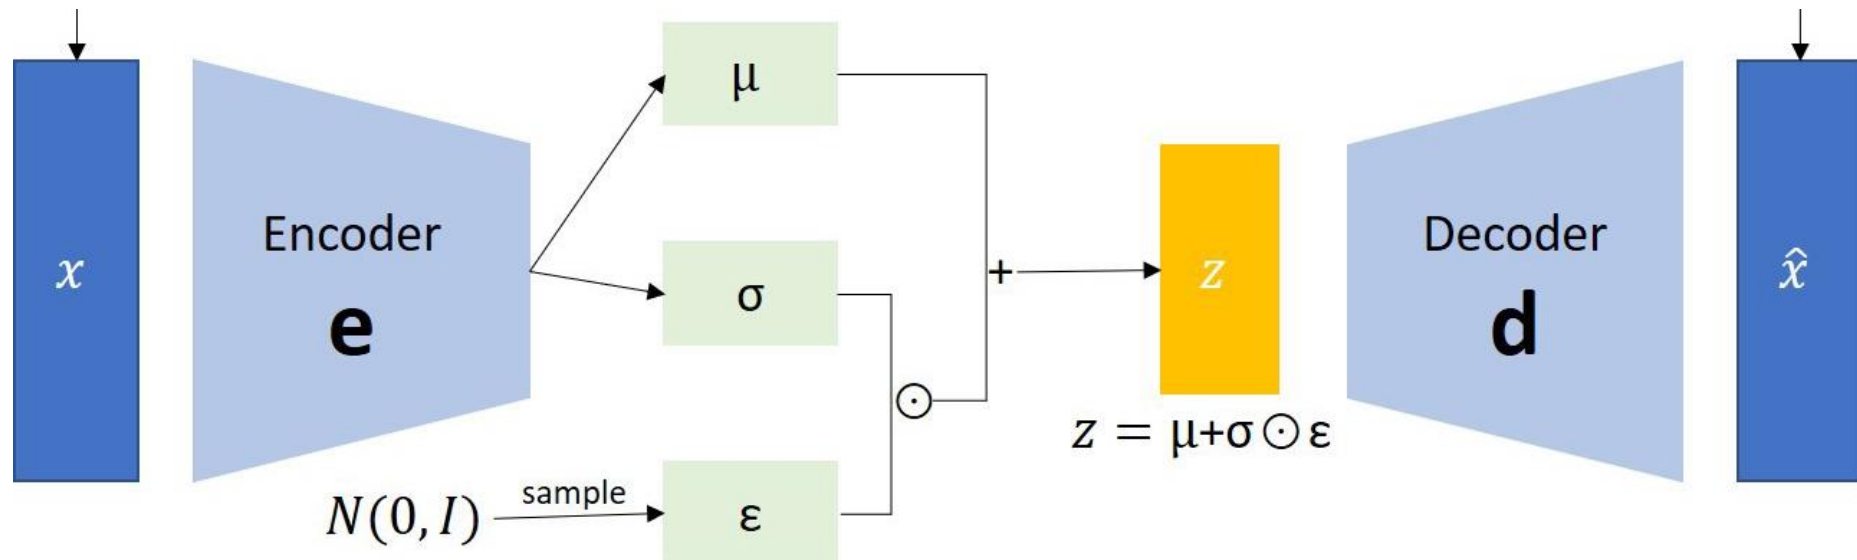 x
Encoder
e
μ
σ
N(0, I)
sample
ε
⊙
+
z
z = μ+σ⊙ε
Decoder
d
x̂